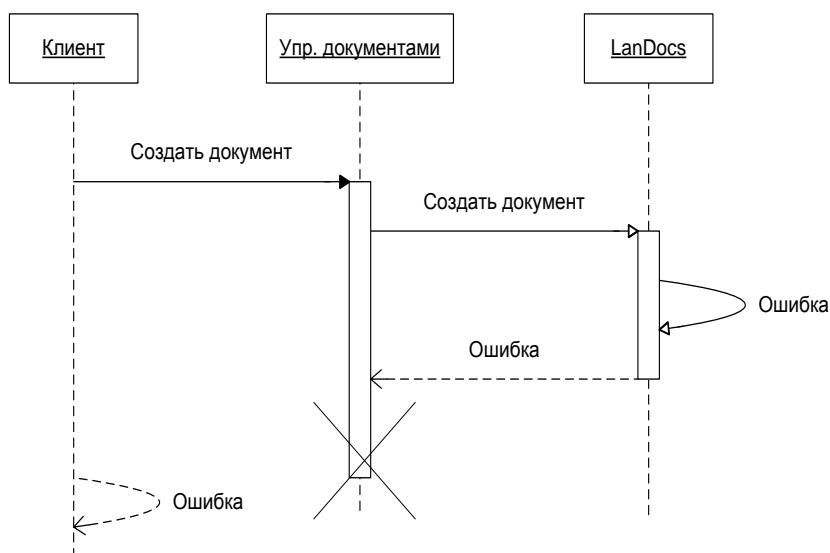 Клиент
Упр. документами
LanDocs
Создать документ
Создать документ
Ошибка
Ошибка
Ошибка